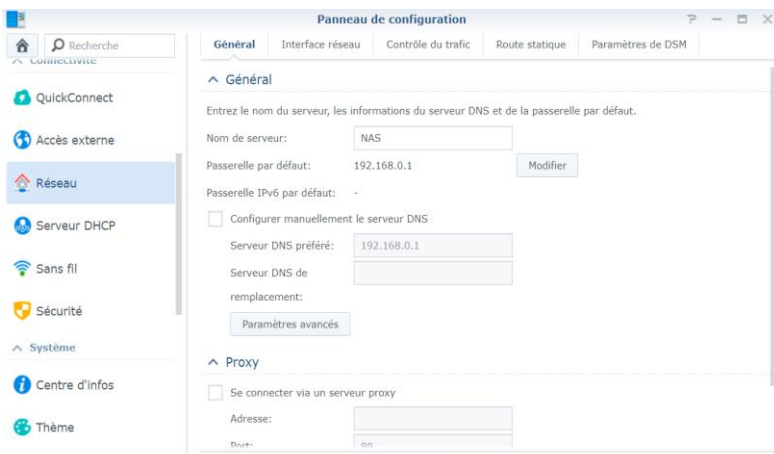 Panneau de configuration
Recherche
Connectivité
QuickConnect
Accès externe
Réseau
Serveur DHCP
Sans fil
Sécurité
Système
Centre d'infos
Thème
Général Interface réseau Contrôle du trafic Route statique Paramètres de DSM
Général
Entrez le nom du serveur, les informations du serveur DNS et de la passerelle par défaut.
Nom de serveur: NAS
Passerelle par défaut: 192.168.0.1 Modifier
Passerelle IPv6 par défaut: -
Configurer manuellement le serveur DNS
Serveur DNS préféré: 192.168.0.1
Serveur DNS de
remplacement:
Paramètres avancés
Proxy
Se connecter via un serveur proxy
Adresse:
Port: 80